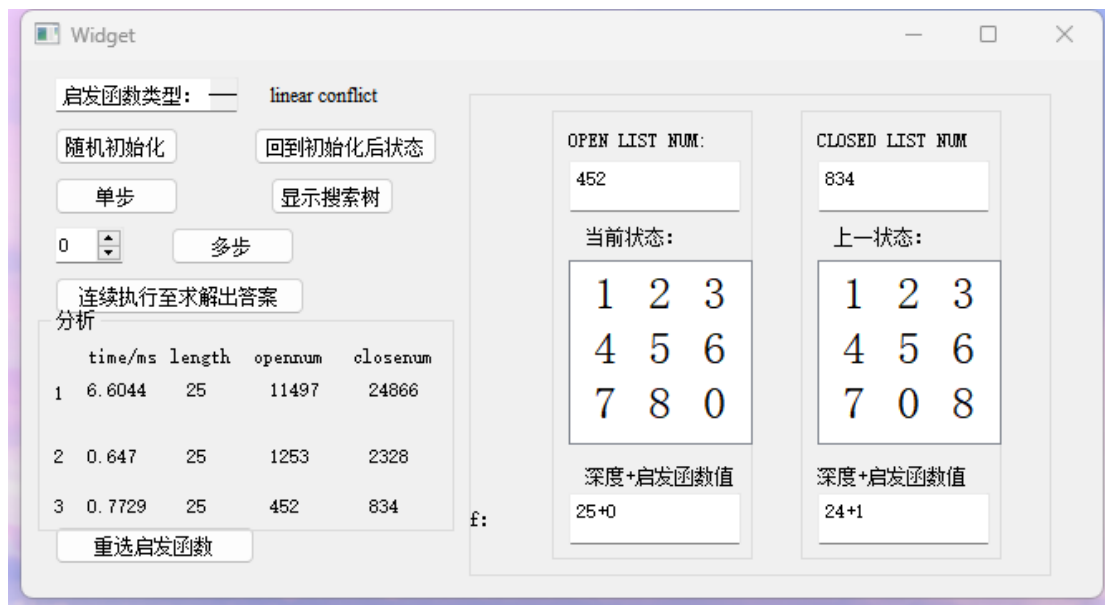 Widget
启发函数类型: linear conflict
随机初始化 回到初始化后状态
单步 显示搜索树
0 多步
连续执行至求解出答案
分析
time/ms length opennum closenum
1 6.6044 25 11497 24866
2 0.647 25 1253 2328
3 0.7729 25 452 834
重选启发函数
OPEN LIST NUM:
452
当前状态:
1 2 3
4 5 6
7 8 0
深度+启发函数值
f: 25+0
CLOSED LIST NUM
834
上一状态:
1 2 3
4 5 6
7 0 8
深度+启发函数值
24+1